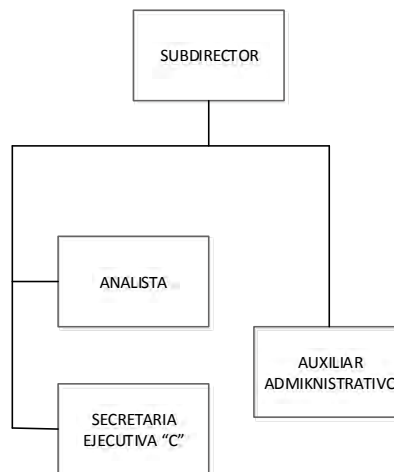 SUBDIRECTOR
ANALISTA
AUXILIAR
ADMIKNISTRATIVO
SECRETARIA
EJECUTIVA “C”